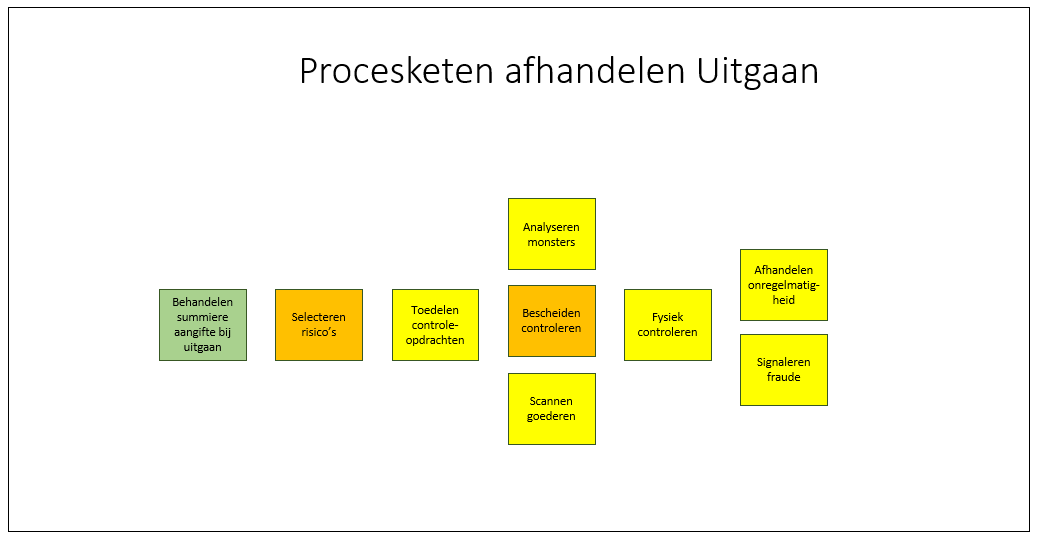 Procesketen afhandelen Uitgaan
Behandelen
summiere
aangifte bij
uitgaan
Selecteren
risico's
Toedelen
controle-
opdrachten
Analyseren
monsters
Bescheiden
controleren
Scannen
goederen
Fysiek
controleren
Afhandelen
onregelmatig-
heid
Signaleren
fraude